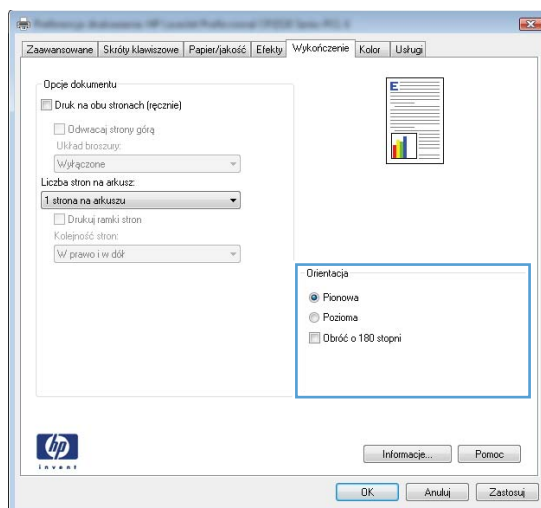 Zaawansowane Skróty klawiszowe Papier/jakość Efekty Wykończenie Kolor Usługi
Opcje dokumentu
Druk na obu stronach (ręcznie)
Odwracaj strony górą
Układ broszury:
Wyłączone
Liczba stron na arkusz:
1 strona na arkuszu
Drukuj ramki stron
Kolejność stron:
W prawo i w dół
E
Orientacja
Pionowa
Pozioma
Obróć o 180 stopni
hp
invent
Informacje... Pomoc
OK Anuluj Zastosuj